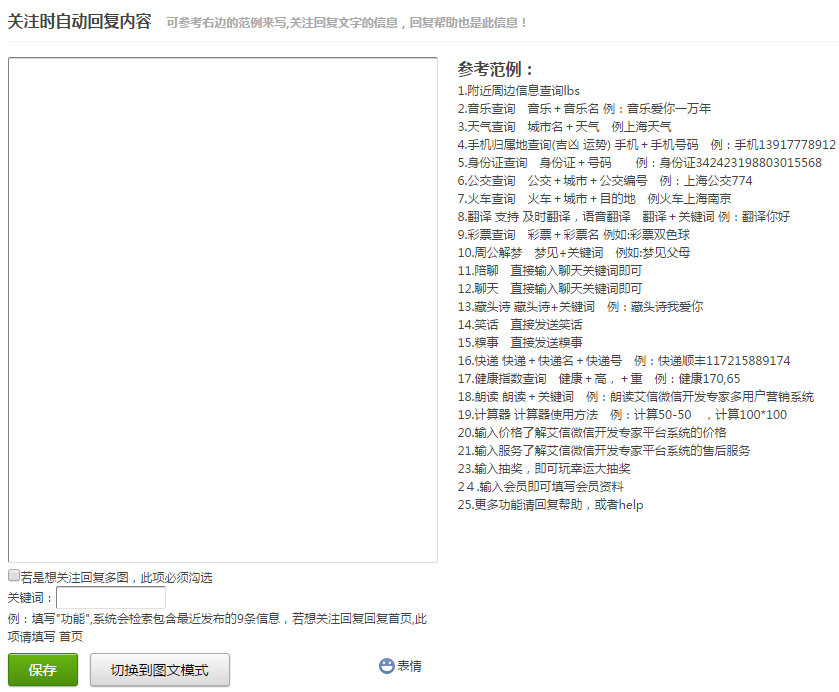 关注时自动回复内容 可参考右边的范例来写,关注回复文字的信息，回复帮助也是此信息！
参考范例：
1.附近周边信息查询lbs
2.音乐查询　音乐＋音乐名 例：音乐爱你一万年
3.天气查询　城市名＋天气　例上海天气
4.手机归属地查询(吉凶 运势) 手机＋手机号码　例：手机13917778912
5.身份证查询　身份证＋号码　　例：身份证342423198803015568
6.公交查询　公交＋城市＋公交编号　例：上海公交774
7.火车查询　火车＋城市＋目的地　例火车上海南京
8.翻译 支持 及时翻译，语音翻译　翻译＋关键词 例：翻译你好
9.彩票查询　彩票＋彩票名 例如:彩票双色球
10.周公解梦　梦见+关键词　例如:梦见父母
11.陪聊　直接输入聊天关键词即可
12.聊天　直接输入聊天关键词即可
13.藏头诗 藏头诗+关键词　例：藏头诗我爱你
14.笑话　直接发送笑话
15.糗事　直接发送糗事
16.快递 快递＋快递名＋快递号　例：快递顺丰117215889174
17.健康指数查询　健康＋高，＋重　例：健康170,65
18.朗读 朗读＋关键词　例：朗读艾信微信开发专家多用户营销系统
19.计算器 计算器使用方法　例：计算50-50　，计算100*100
20.输入价格了解艾信微信开发专家平台系统的价格
21.输入服务了解艾信微信开发专家平台系统的售后服务
23.输入抽奖，即可玩幸运大抽奖
2４.输入会员即可填写会员资料
25.更多功能请回复帮助，或者help
若是想关注回复多图，此项必须沟选
关键词：
例：填写"功能",系统会检索包含最近发布的9条信息，若想关注回复回复首页,此
项请填写 首页
保存 切换到图文模式 表情